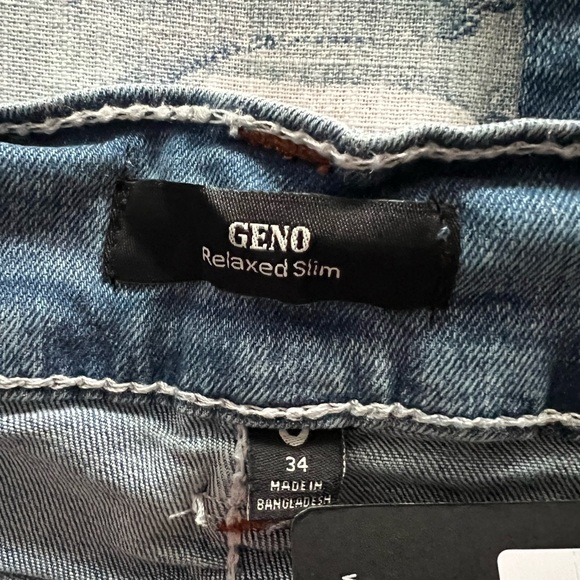 GENO
Relaxed Slim
34
MADE IN
BANGLADESH